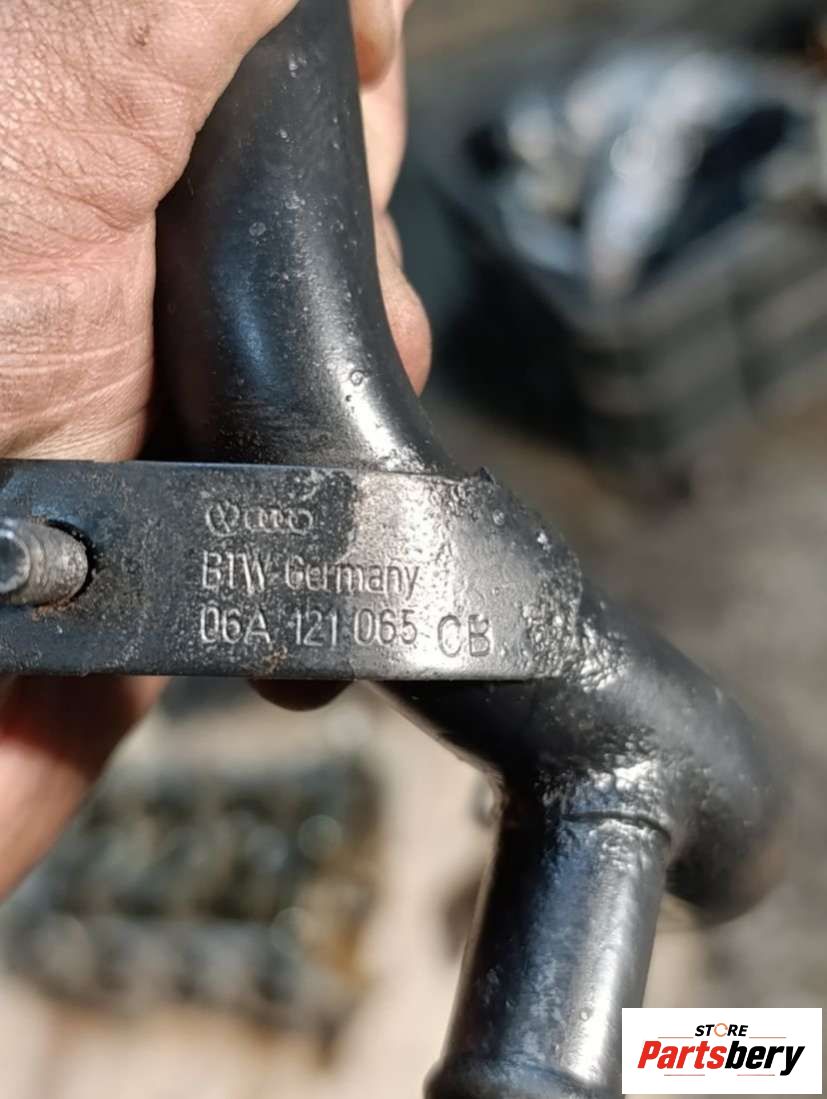 BTW Germany
06A 121 065 CB
STORE
Partsbery